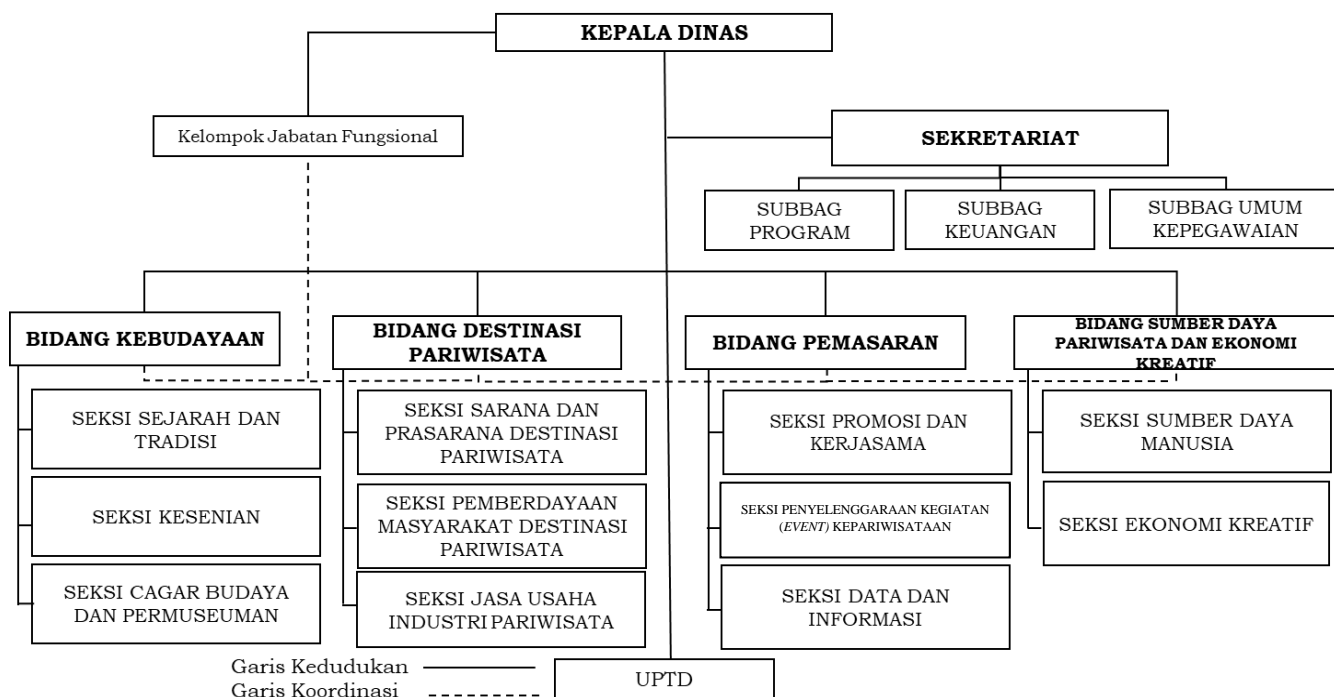 KEPALA DINAS
Kelompok Jabatan Fungsional
SEKRETARIAT
SUBBAG
PROGRAM
SUBBAG
KEUANGAN
SUBBAG UMUM
KEPEGAWAIAN
BIDANG KEBUDAYAAN
BIDANG DESTINASI
PARIWISATA
BIDANG PEMASARAN
BIDANG SUMBER DAYA
PARIWISATA DAN EKONOMI
KREATIF
SEKSI SEJARAH DAN
TRADISI
SEKSI KESENIAN
SEKSI CAGAR BUDAYA
DAN PERMUSEUMAN
SEKSI SARANA DAN
PRASARANA DESTINASI
PARIWISATA
SEKSI PEMBERDAYAAN
MASYARAKAT DESTINASI
PARIWISATA
SEKSI JASA USAHA
INDUSTRI PARIWISATA
SEKSI PROMOSI DAN
KERJASAMA
SEKSI PENYELENGGARAAN KEGIATAN
(EVENT) KEPARIWISATAAN
SEKSI DATA DAN
INFORMASI
SEKSI SUMBER DAYA
MANUSIA
SEKSI EKONOMI KREATIF
Garis Kedudukan
Garis Koordinasi
UPTD